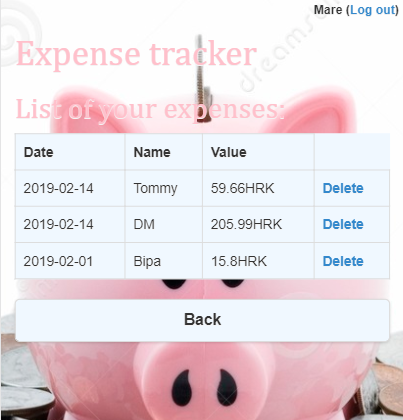 Mare (Log out)
Expense tracker
List of your expenses:
Date Name Value
2019-02-14 Tommy 59.66HRK Delete
2019-02-14 DM 205.99HRK Delete
2019-02-01 Bipa 15.8HRK Delete
Back